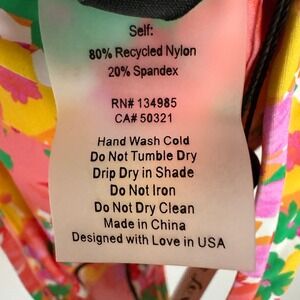 Self:
80% Recycled Nylon
20% Spandex
RN# 134985
CA# 50321
Hand Wash Cold
Do Not Tumble Dry
Drip Dry in Shade
Do Not Iron
Do Not Dry Clean
Made in China
Designed with Love in USA